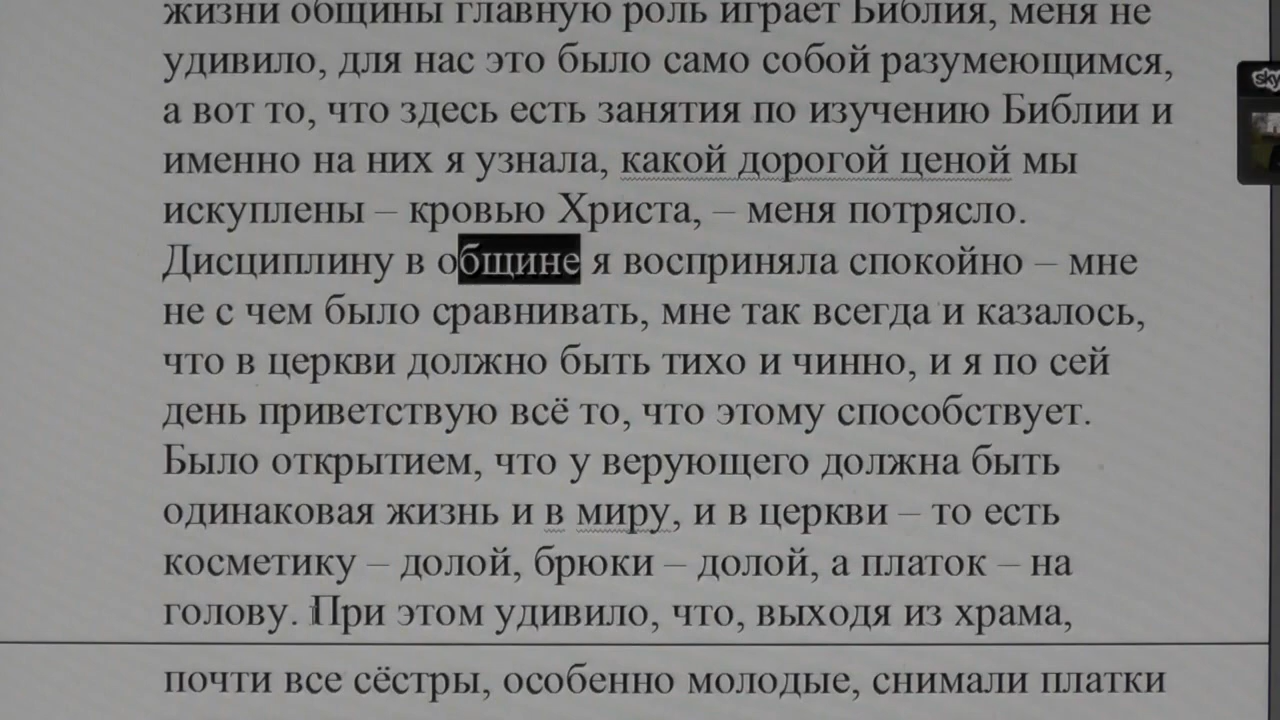 жизни общины главную роль играет Библия, меня не
удивило, для нас это было само собой разумеющимся,
а вот то, что здесь есть занятия по изучению Библии и
именно на них я узнала, какой дорогой ценой мы
искуплены – кровью Христа, – меня потрясло.
Дисциплину в общине я восприняла спокойно – мне
не с чем было сравнивать, мне так всегда и казалось,
что в церкви должно быть тихо и чинно, и я по сей
день приветствую всё то, что этому способствует.
Было открытием, что у верующего должна быть
одинаковая жизнь и в миру, и в церкви – то есть
косметику – долой, брюки – долой, а платок – на
голову. При этом удивило, что, выходя из храма,
почти все сёстры, особенно молодые, снимали платки